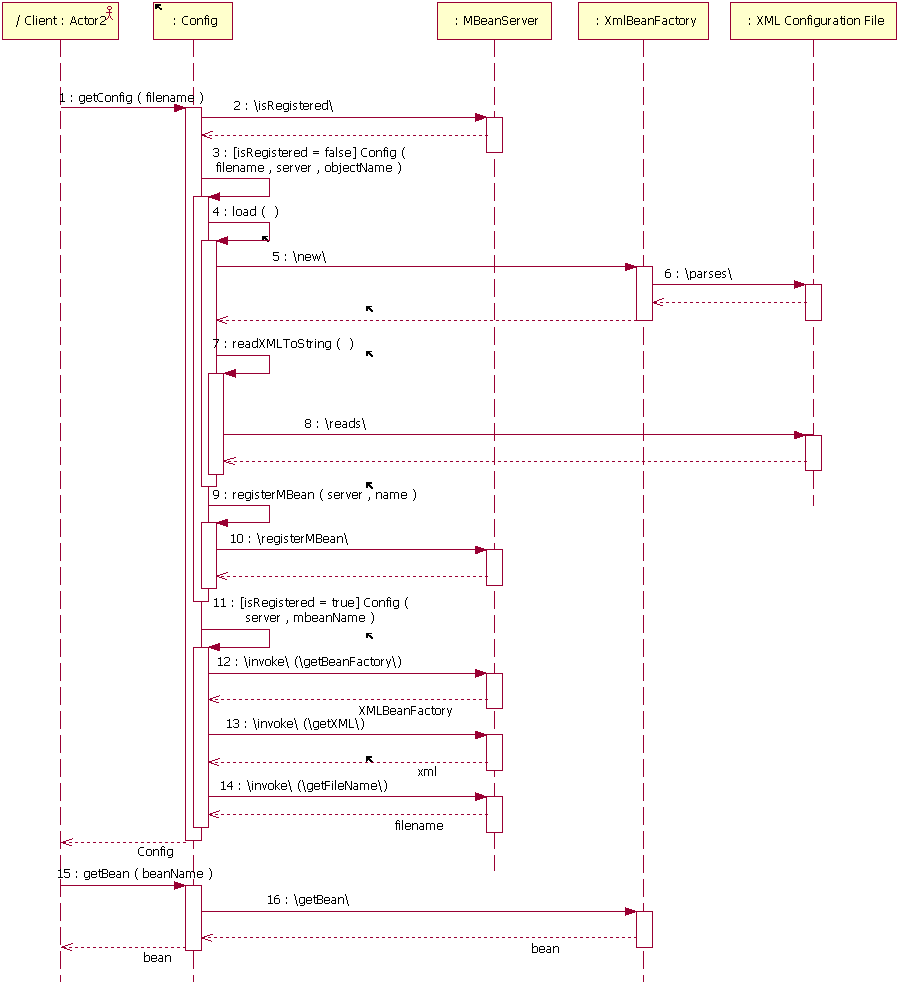 / Client : Actor2
: Config
: MBeanServer
: XmlBeanFactory
: XML Configuration File
1 : getConfig ( filename )
2 : \isRegistered\
3 : [isRegistered = false] Config (
filename , server , objectName )
4 : load (  )
5 : \new\
6 : \parses\
7 : readXMLToString (  )
8 : \reads\
9 : registerMBean ( server , name )
10 : \registerMBean\
11 : [isRegistered = true] Config (
server , mbeanName )
12 : \invoke\ (\getBeanFactory\)
XMLBeanFactory
13 : \invoke\ (\getXML\)
xml
14 : \invoke\ (\getFileName\)
filename
Config
15 : getBean ( beanName )
16 : \getBean\
bean
bean